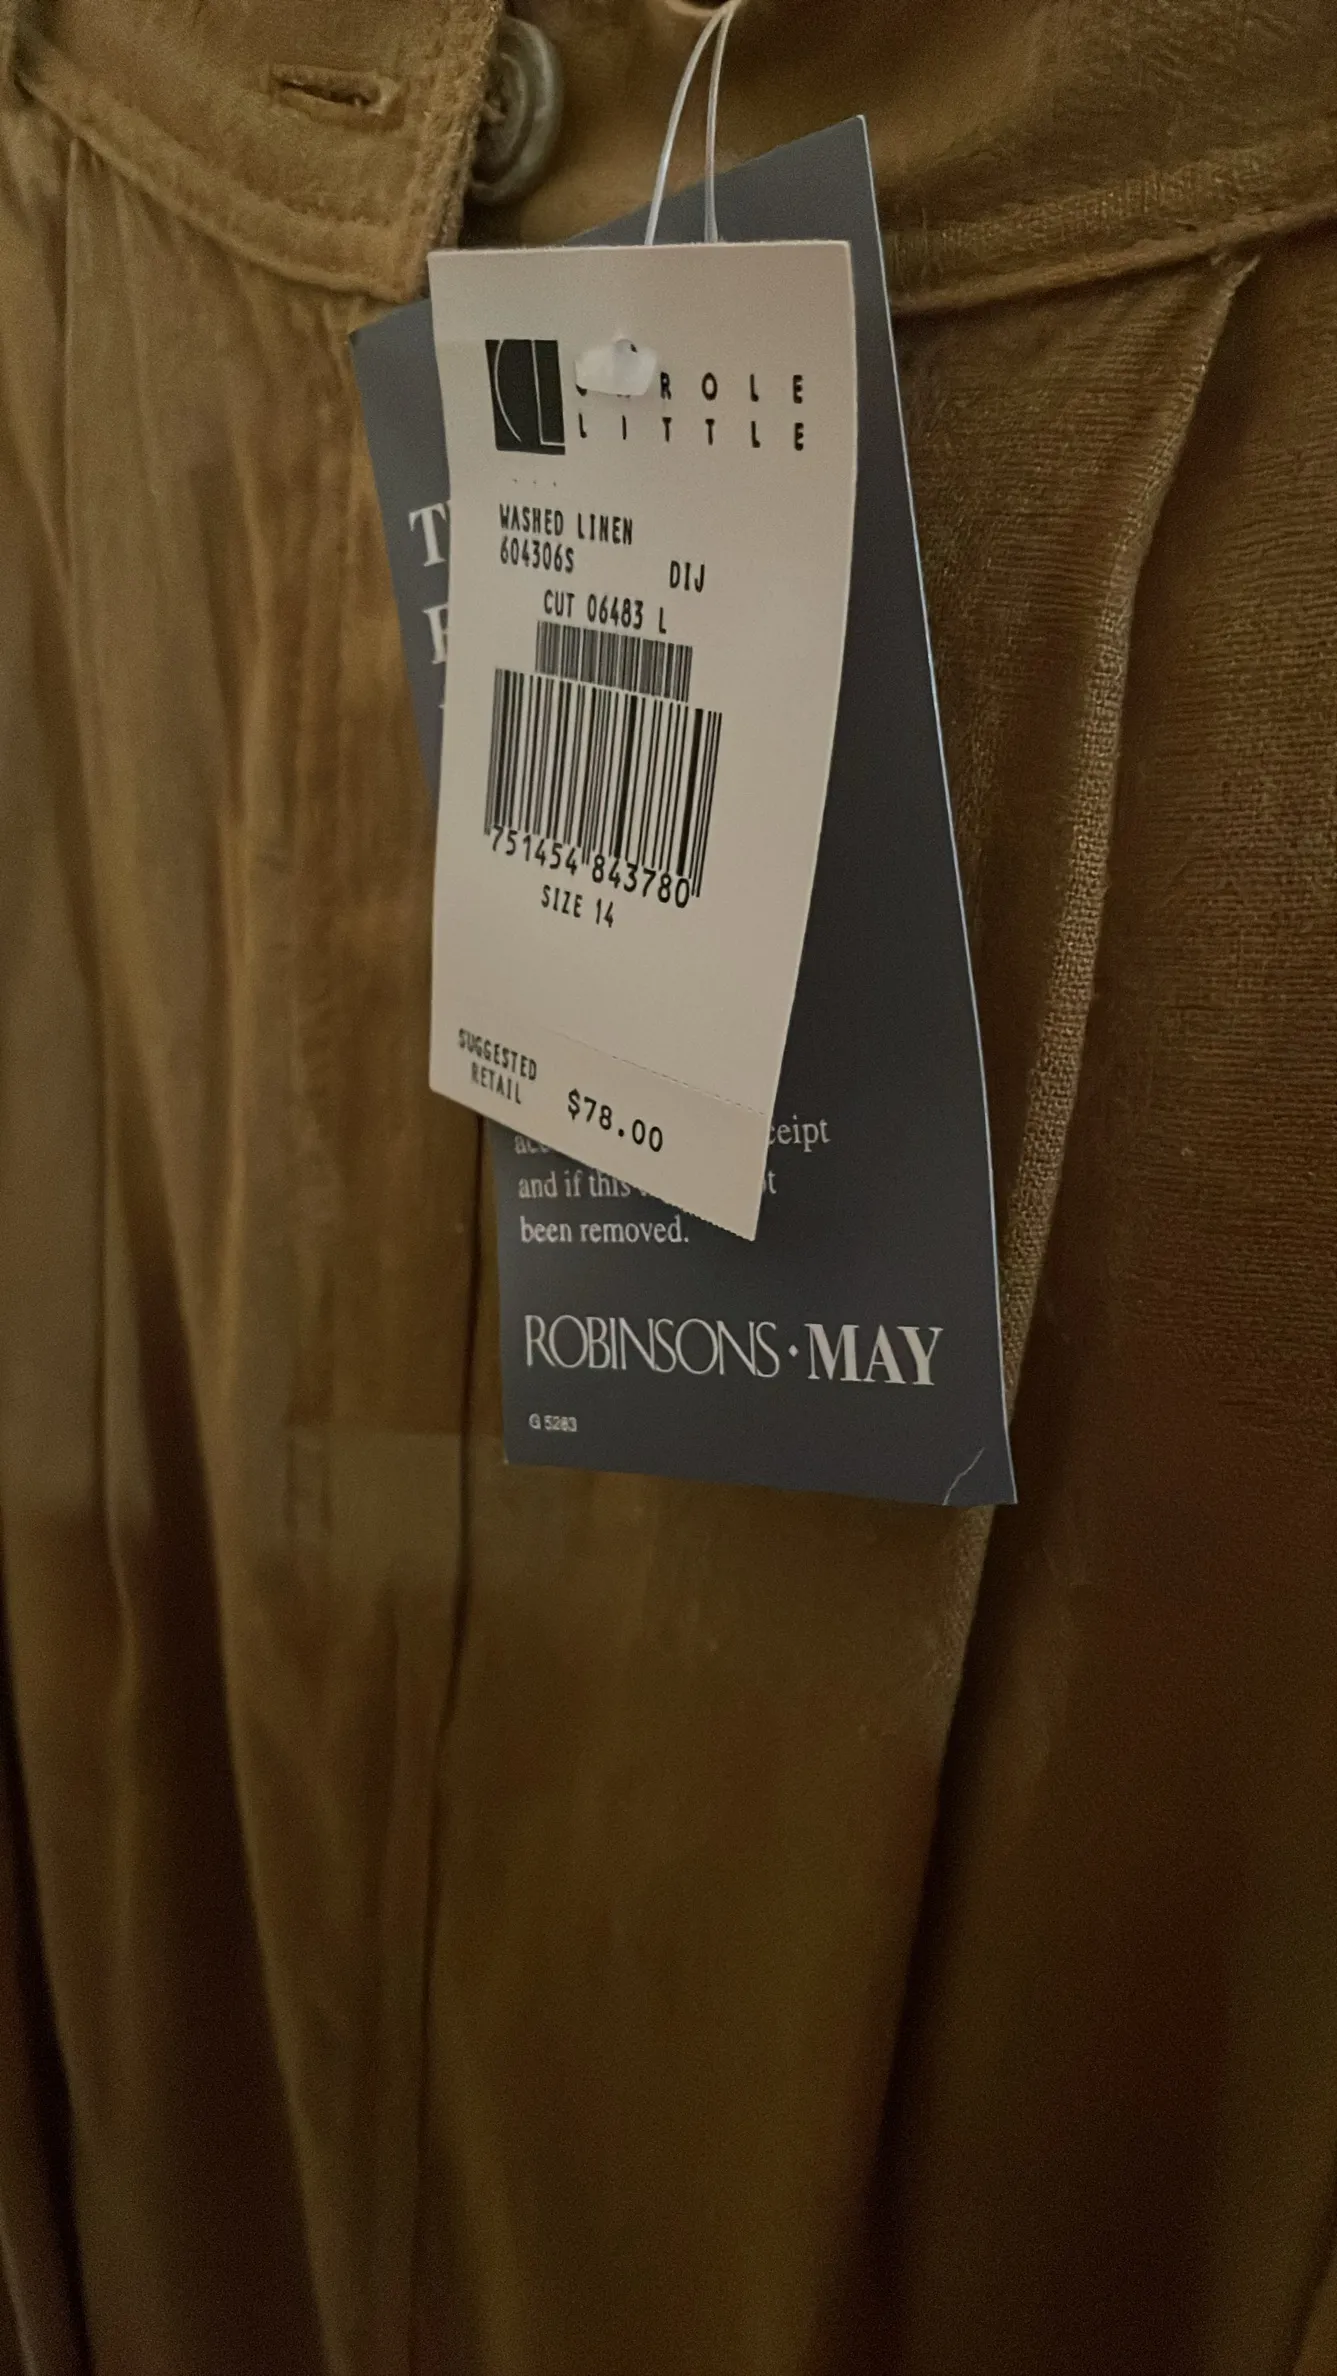 CL
ROLE
LITTLE
WASHED LINEN
604306S
DIJ
CUT 06483 L
751454 843780
SIZE 14
SUGGESTED
RETAIL
$78.00
and if this
been removed.
ROBINSONS·MAY
G 5283